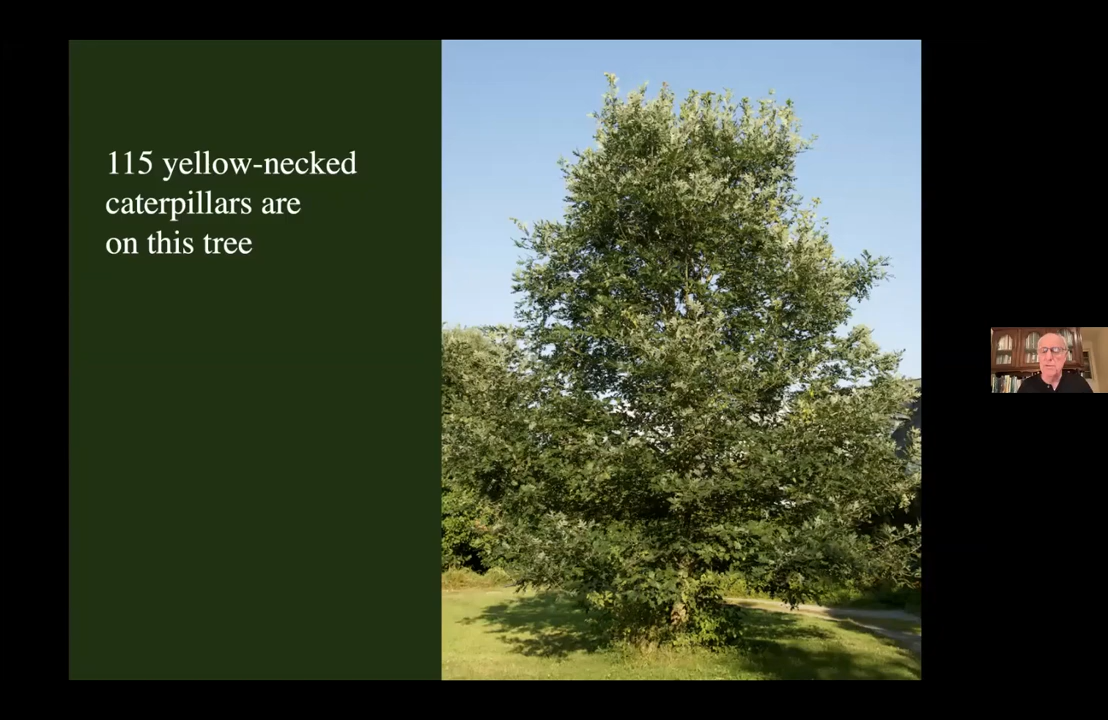 115 yellow-necked
caterpillars are
on this tree